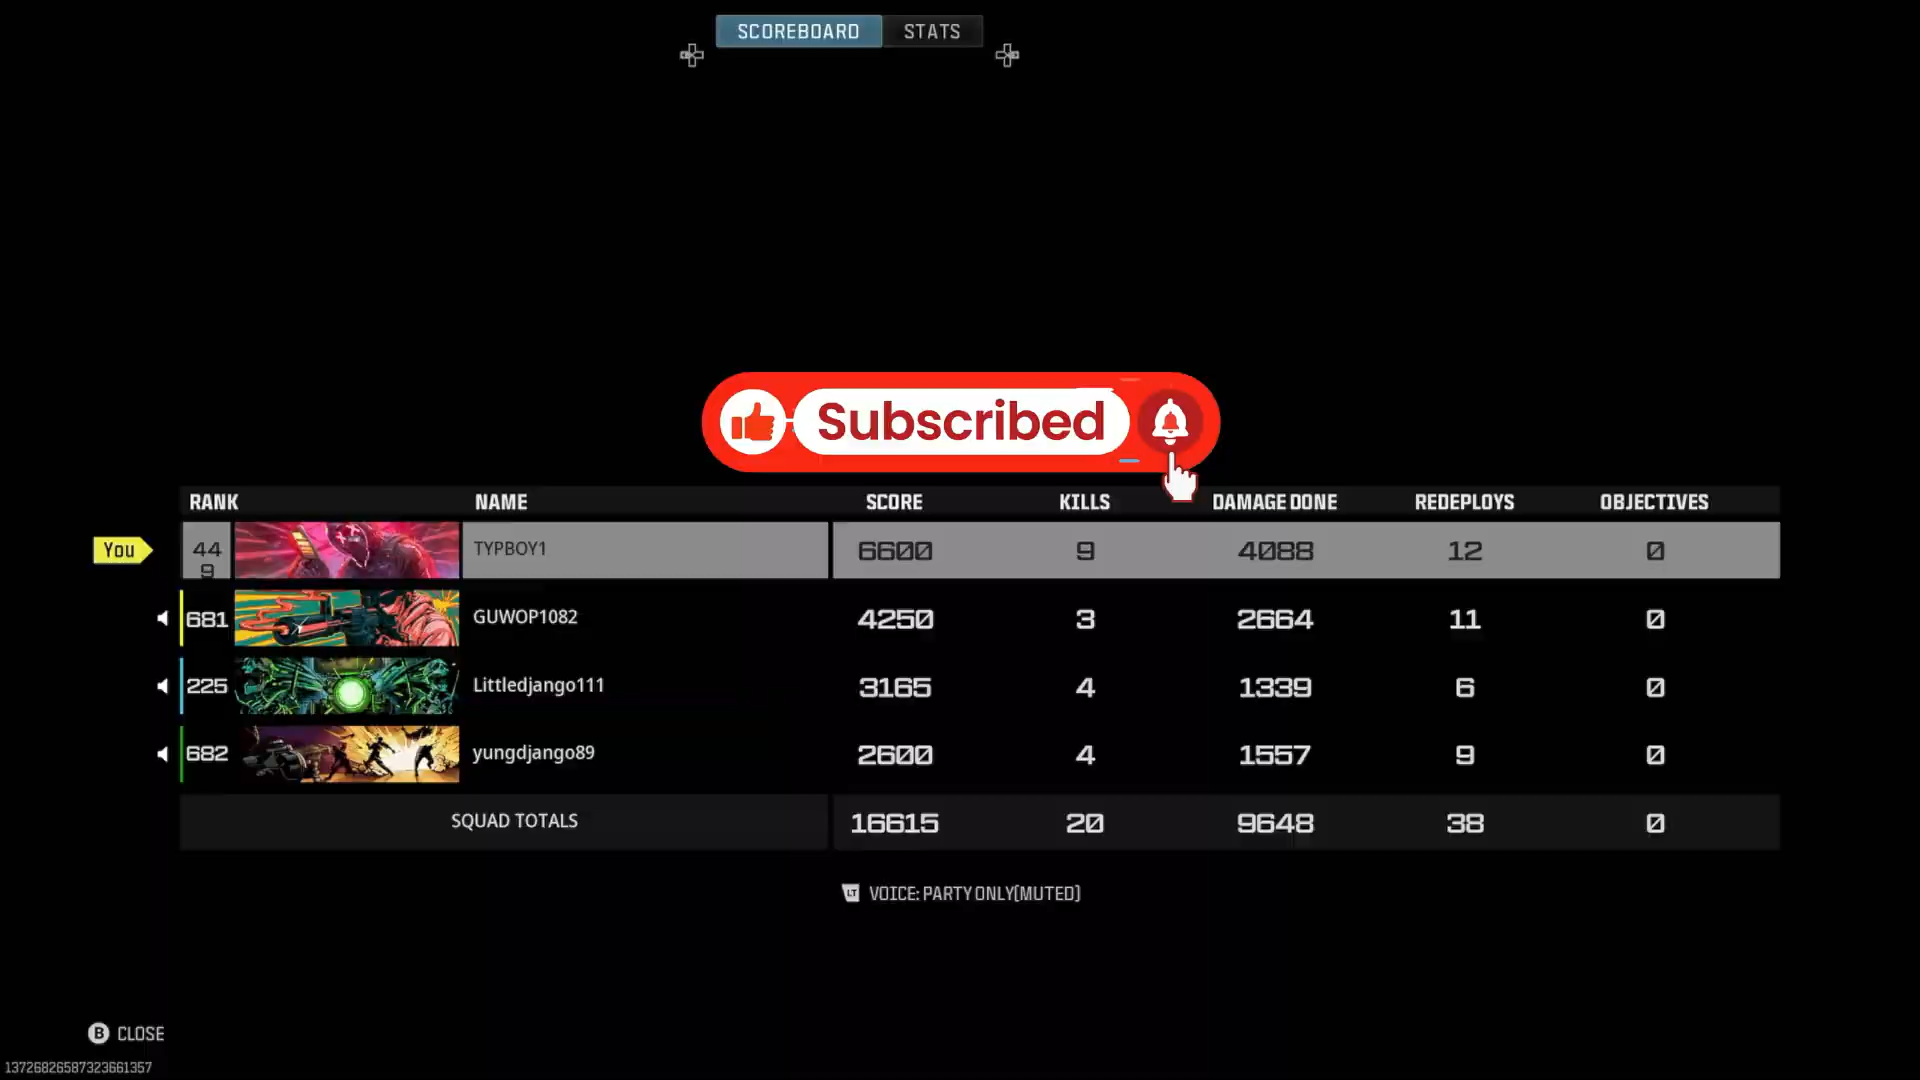 SCOREBOARD STATS
Subscribed
RANK NAME SCORE KILLS DAMAGE DONE REDEPLOYS OBJECTIVES
You 449 TYPBOY1 6600 9 4088 12 0
681 GUWOP1082 4250 3 2664 11 0
225 Littledjango111 3165 4 1339 6 0
682 yungdjango89 2600 4 1557 9 0
SQUAD TOTALS 16615 20 9648 38 0
LT VOICE: PARTY ONLY(MUTED)
B CLOSE
13726826587323661357